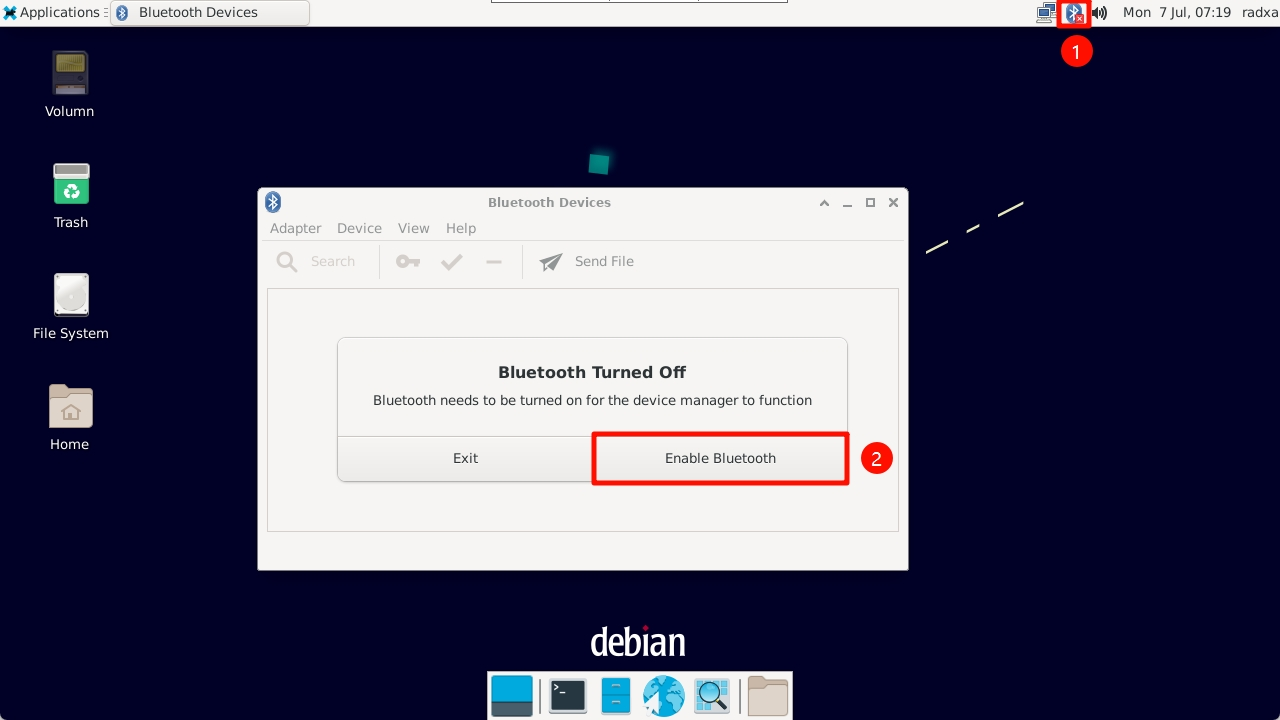 Applications
Bluetooth Devices
Mon 7 Jul, 07:19
radxa
1
Volumn
Trash
File System
Home
Bluetooth Devices
Adapter Device View Help
Search
Send File
Bluetooth Turned Off
Bluetooth needs to be turned on for the device manager to function
Exit
Enable Bluetooth
2
debian
>_